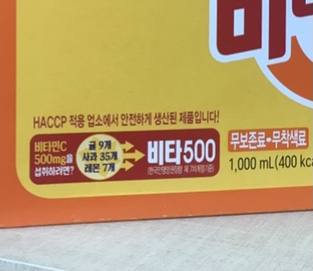 비타
HACCP 적용 업소에서 안전하게 생산된 제품입니다!
비타민C
500mg을
섭취하려면?
귤 9개
사과 35개
레몬 7개
비타500
무보존료·무착색료
1,000 mL(400 kca